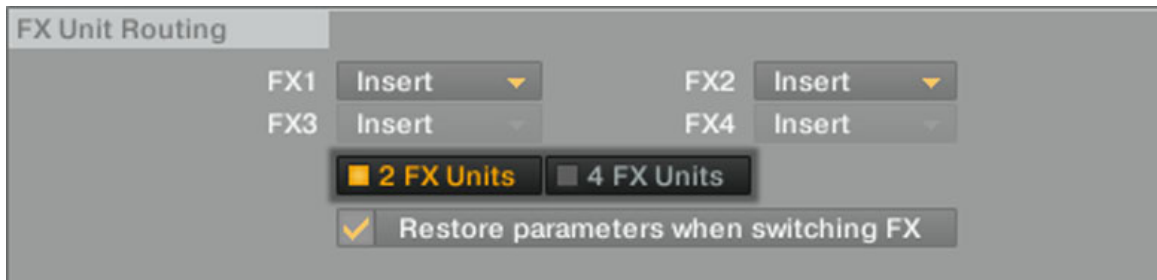 FX Unit Routing
FX1 Insert FX2 Insert
FX3 Insert FX4 Insert
2 FX Units 4 FX Units
Restore parameters when switching FX